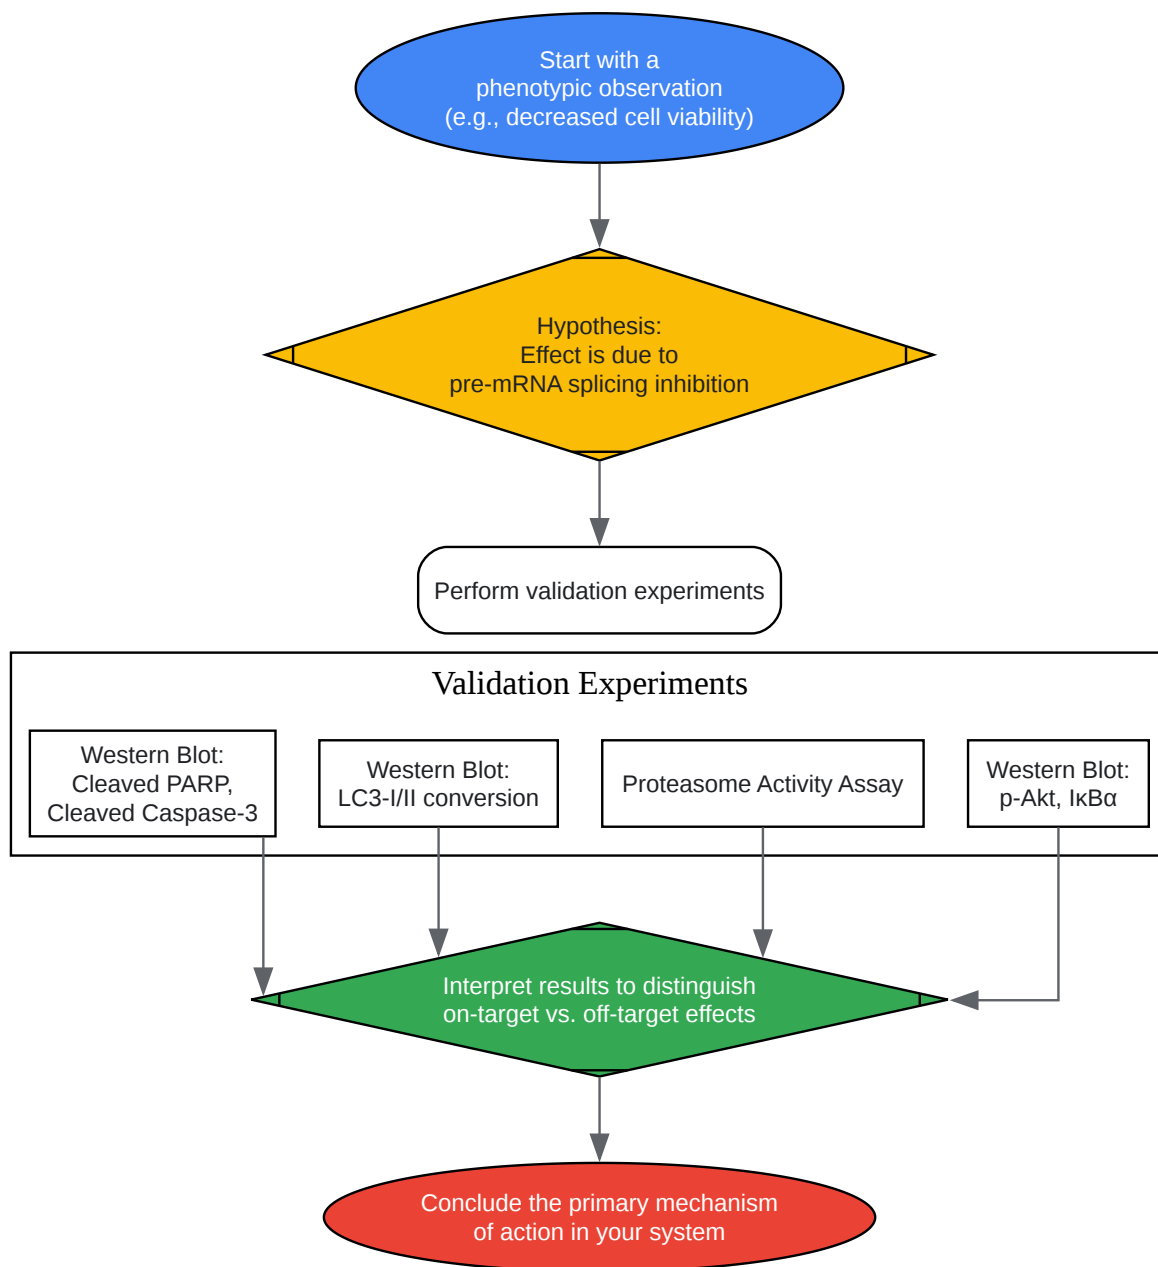 Start with a
phenotypic observation
(e.g., decreased cell viability)
Hypothesis:
Effect is due to
pre-mRNA splicing inhibition
Perform validation experiments
Validation Experiments
Western Blot:
Cleaved PARP,
Cleaved Caspase-3
Western Blot:
LC3-I/II conversion
Proteasome Activity Assay
Western Blot:
p-Akt, IκBα
Interpret results to distinguish
on-target vs. off-target effects
Conclude the primary mechanism
of action in your system